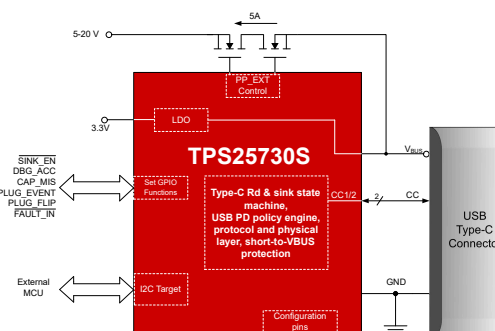 5A
5-20 V
PP_EXT
Control
LDO
3.3V
TPS25730S
VBUS
SINK_EN
DBG_ACC
CAP_MIS
PLUG_EVENT
PLUG_FLIP
FAULT_IN
Set GPIO
Functions
Type-C Rd & sink state
machine,
USB PD policy engine,
protocol and physical
layer, short-to-VBUS
protection
CC1/2
2
CC
USB
Type-C
Connecto
External
MCU
I2C Target
GND
Configuration
pins